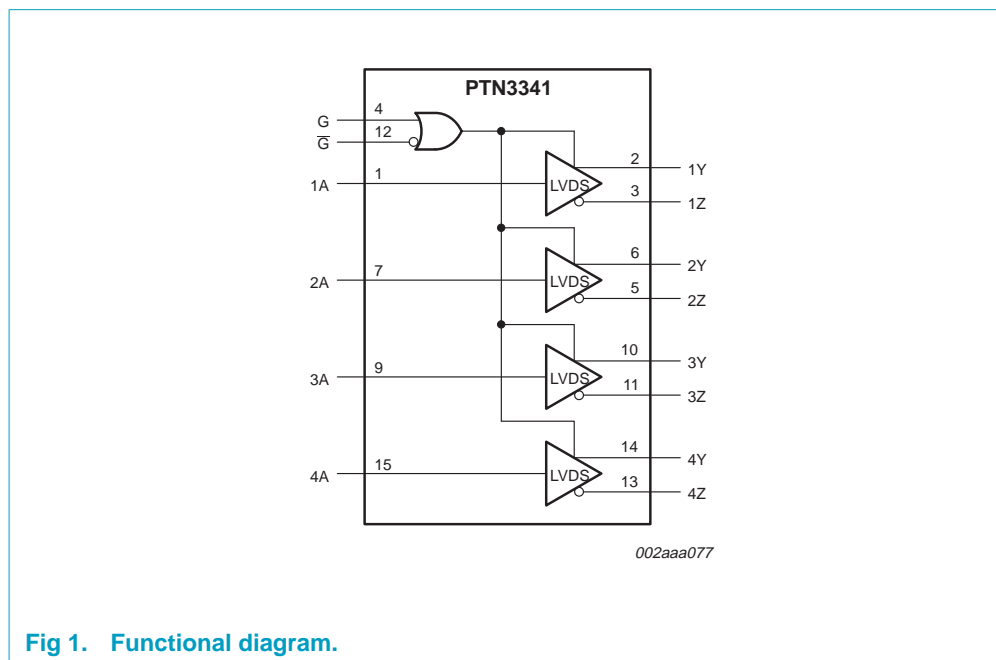 PTN3341
G
4
G̅
12
1A
1
LVDS
2
1Y
3
1Z
2A
7
LVDS
6
2Y
5
2Z
3A
9
LVDS
10
3Y
11
3Z
4A
15
LVDS
14
4Y
13
4Z
002aaa077
Fig 1. Functional diagram.